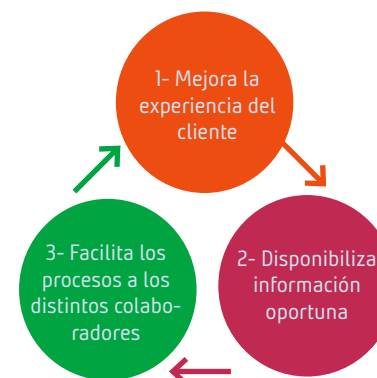 1- Mejora la
experiencia del
cliente
2- Disponibiliza
información
oportuna
3- Facilita los
procesos a los
distintos colabo-
radores